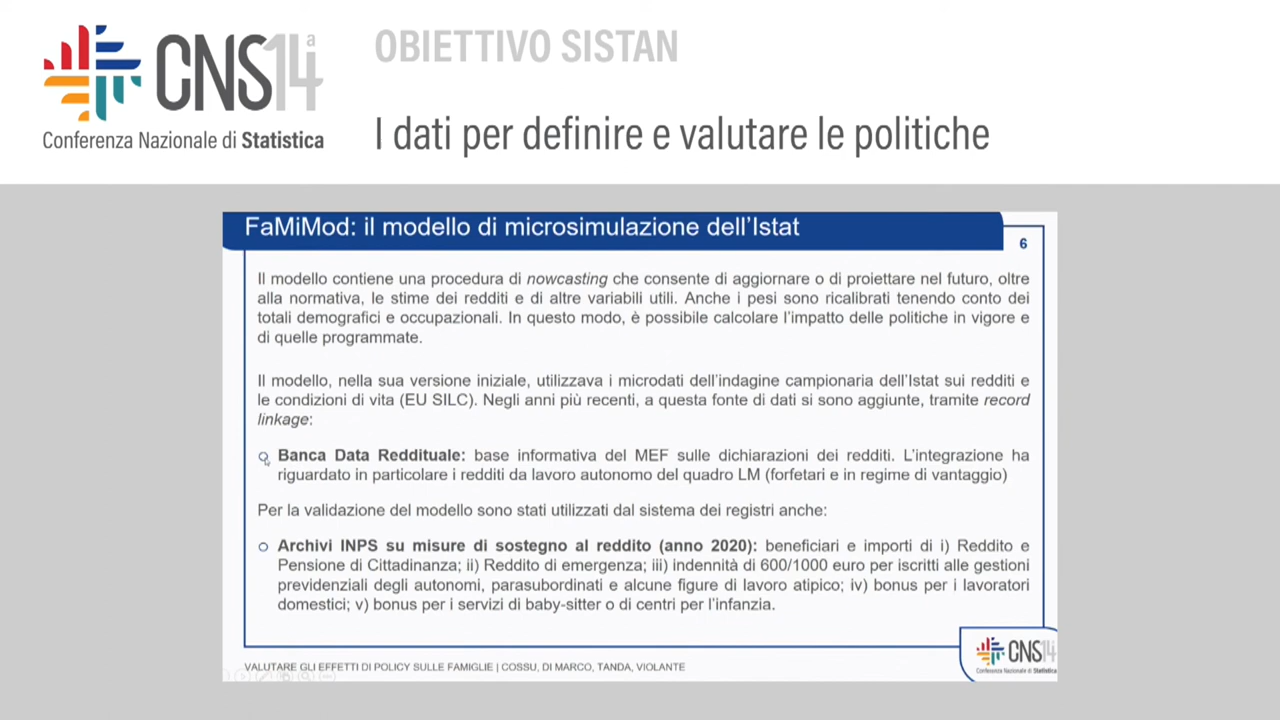 CNS14a
Conferenza Nazionale di Statistica
OBIETTIVO SISTAN
I dati per definire e valutare le politiche
FaMiMod: il modello di microsimulazione dell'Istat
6
Il modello contiene una procedura di nowcasting che consente di aggiornare o di proiettare nel futuro, oltre
alla normativa, le stime dei redditi e di altre variabili utili. Anche i pesi sono ricalibrati tenendo conto dei
totali demografici e occupazionali. In questo modo, è possibile calcolare l'impatto delle politiche in vigore e
di quelle programmate.
Il modello, nella sua versione iniziale, utilizzava i microdati dell'indagine campionaria dell'Istat sui redditi e
le condizioni di vita (EU SILC). Negli anni più recenti, a questa fonte di dati si sono aggiunte, tramite record
linkage:
Banca Data Reddituale: base informativa del MEF sulle dichiarazioni dei redditi. L'integrazione ha
riguardato in particolare i redditi da lavoro autonomo del quadro LM (forfetari e in regime di vantaggio)
Per la validazione del modello sono stati utilizzati dal sistema dei registri anche:
Archivi INPS su misure di sostegno al reddito (anno 2020): beneficiari e importi di i) Reddito e
Pensione di Cittadinanza; ii) Reddito di emergenza; iii) indennità di 600/1000 euro per iscritti alle gestioni
previdenziali degli autonomi, parasubordinati e alcune figure di lavoro atipico; iv) bonus per i lavoratori
domestici; v) bonus per i servizi di baby-sitter o di centri per l'infanzia.
VALUTARE GLI EFFETTI DI POLICY SULLE FAMIGLIE | COSSU, DI MARCO, TANDA, VIOLANTE
CNS14
Conferenza Nazionale di Statistica